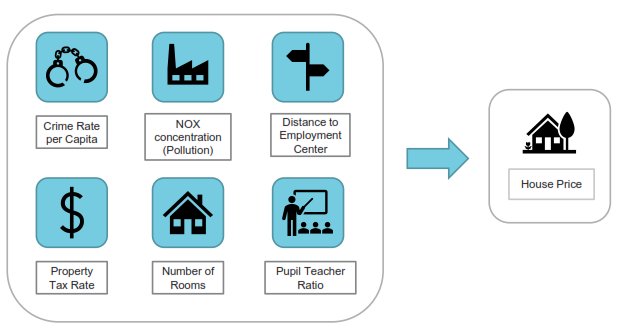 Crime Rate
per Capita
NOX
concentration
(Pollution)
Distance to
Employment
Center
Property
Tax Rate
Number of
Rooms
Pupil Teacher
Ratio
House Price